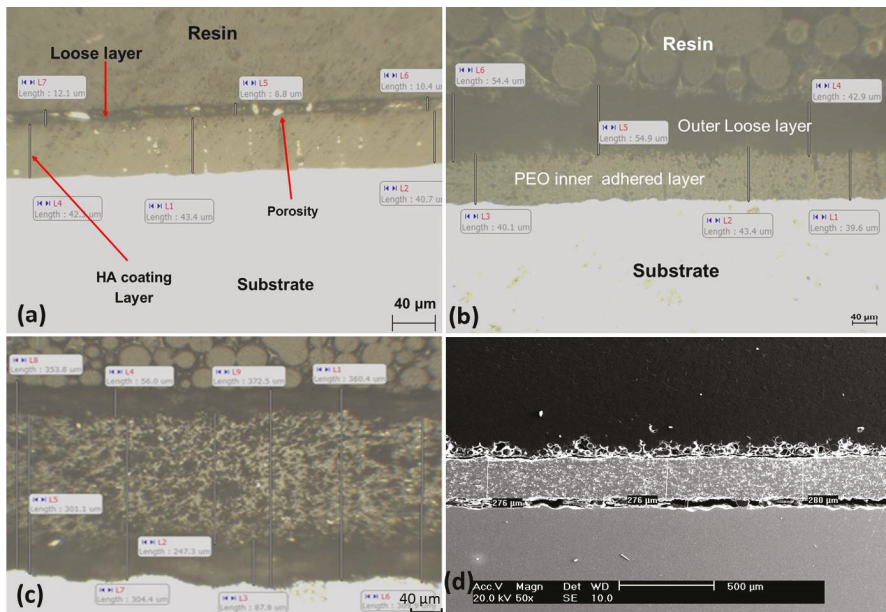 Resin
Loose layer
L7
Length : 12.1 um
L5
Length : 8.8 um
L6
Length : 10.4 um
L4
L1
Length : 43.4 um
L2
Length : 40.7 um
Porosity
HA coating
Layer
Substrate
40 µm
(a)
Resin
L6
Length : 54.4 um
L4
Length : 42.9 um
L5
Length : 54.9 um
Outer Loose layer
PEO inner adhered layer
L3
Length : 40.1 um
L2
Length : 43.4 um
L1
Length : 39.6 um
Substrate
40 µm
(b)
L8
Length : 353.8 um
L4
Length : 56.0 um
L9
Length : 372.5 um
L1
Length : 360.4 um
L5
Length : 301.1 um
L2
Length : 247.3 um
L7
Length : 304.4 um
L3
Length : 87.9 um
L6
40 µm
(c)
276 µm
276 µm
280 µm
Acc.V Magn Det WD
20.0 kV 50x SE 10.0
500 µm
(d)